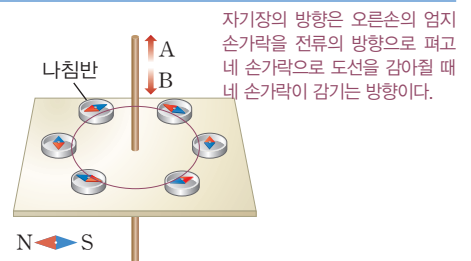 자기장의 방향은 오른손의 엄지
손가락을 전류의 방향으로 펴고
네 손가락으로 도선을 감아쥘 때
네 손가락이 감기는 방향이다.
A
나침반
B
N S